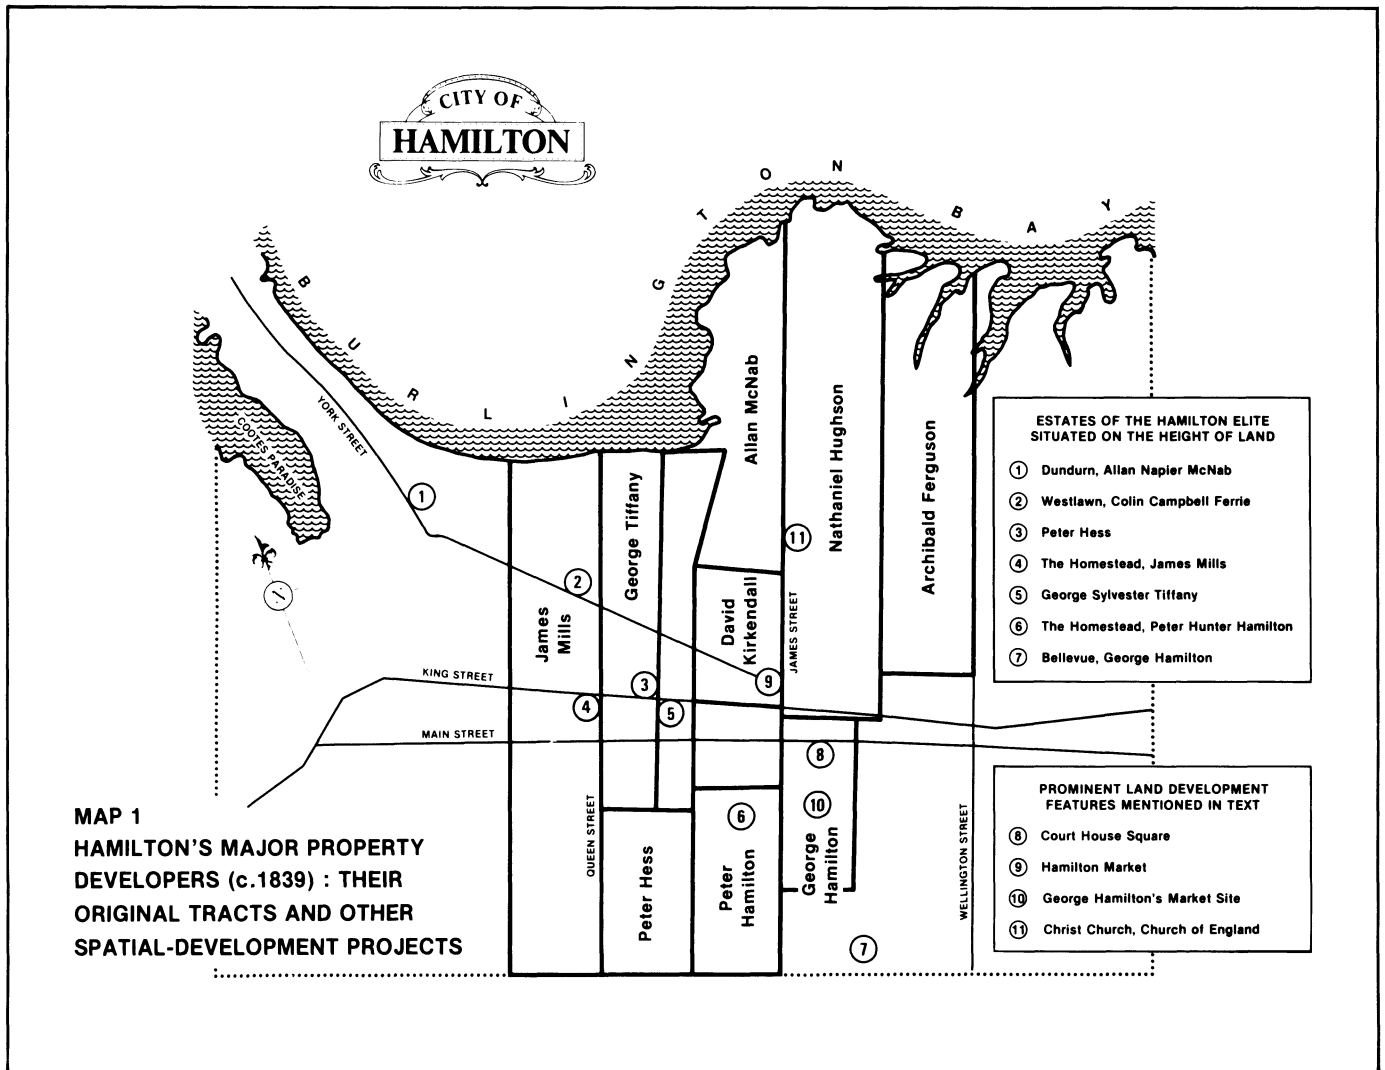 CITY OF
HAMILTON
BURLINGTON BAY
COOTES PARADISE
YORK STREET
Allan McNab
Nathaniel Hughson
Archibald Ferguson
George Tiffany
James
Mills
David
Kirkendall
JAMES STREET
KING STREET
MAIN STREET
QUEEN STREET
WELLINGTON STREET
Peter Hess
Peter
Hamilton
George
Hamilton
1
2
3
4
5
6
7
8
9
10
11
ESTATES OF THE HAMILTON ELITE
SITUATED ON THE HEIGHT OF LAND
1 Dundurn, Allan Napier McNab
2 Westlawn, Colin Campbell Ferrie
3 Peter Hess
4 The Homestead, James Mills
5 George Sylvester Tiffany
6 The Homestead, Peter Hunter Hamilton
7 Bellevue, George Hamilton
PROMINENT LAND DEVELOPMENT
FEATURES MENTIONED IN TEXT
8 Court House Square
9 Hamilton Market
10 George Hamilton's Market Site
11 Christ Church, Church of England
MAP 1
HAMILTON'S MAJOR PROPERTY
DEVELOPERS (c.1839) : THEIR
ORIGINAL TRACTS AND OTHER
SPATIAL-DEVELOPMENT PROJECTS